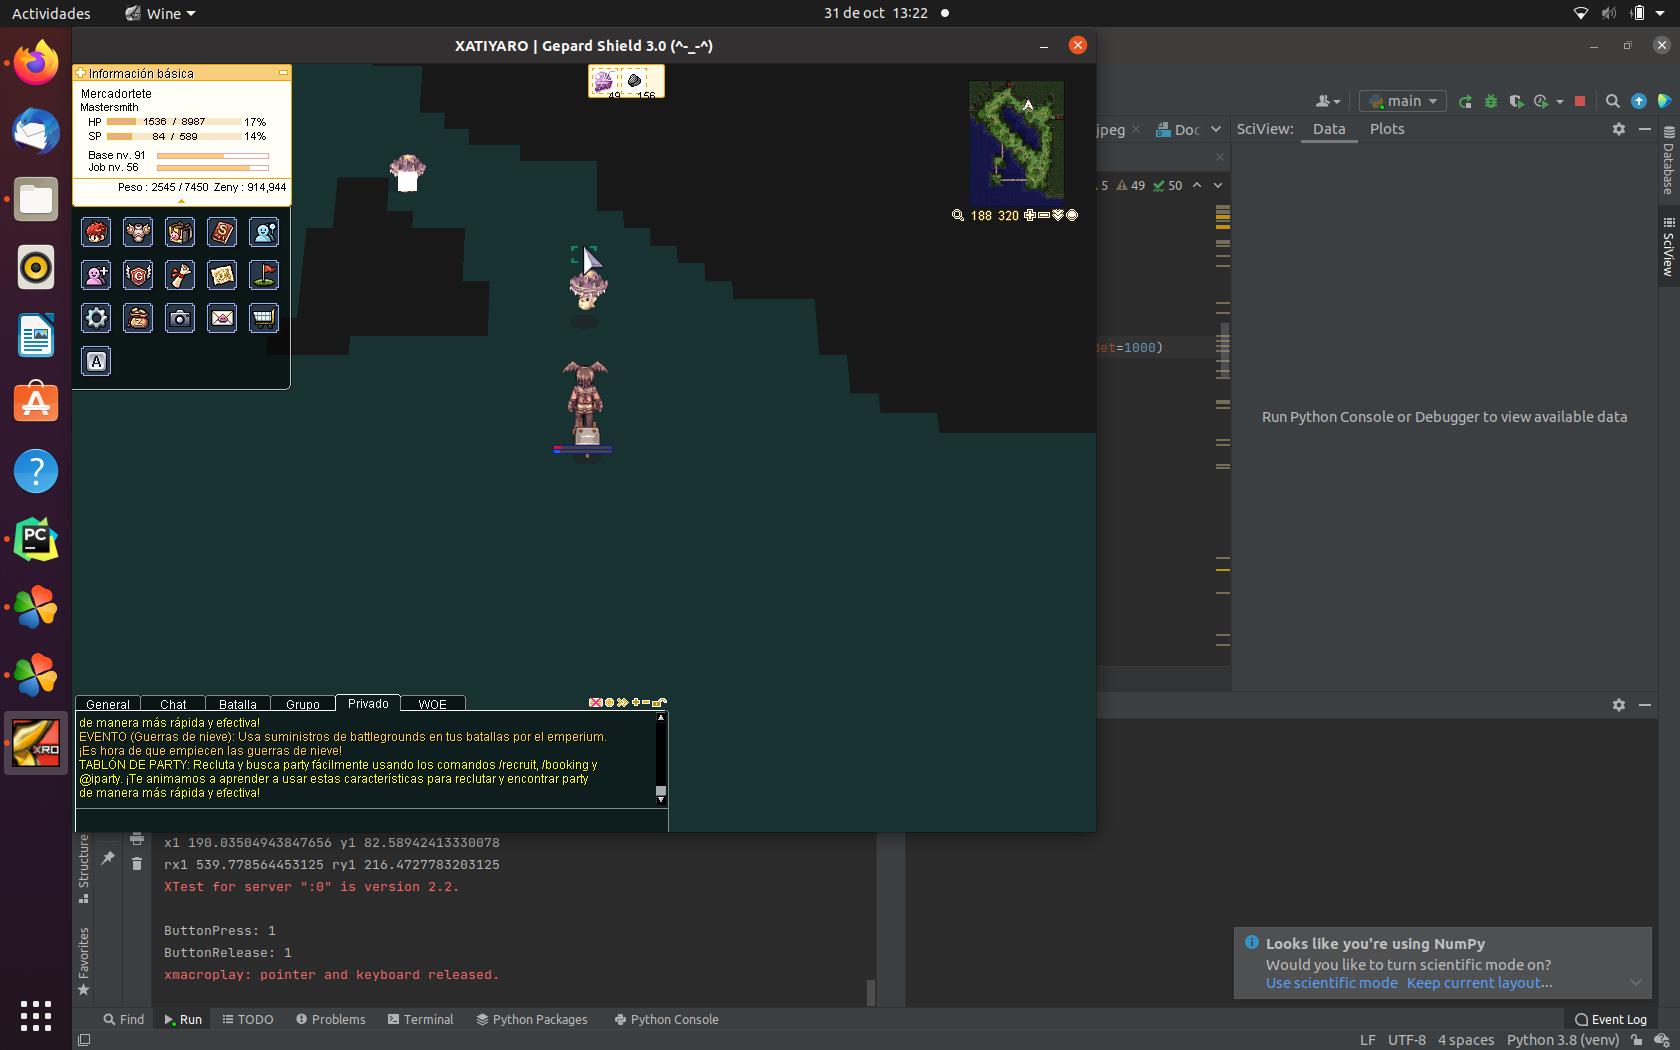 Actividades
Wine
31 de oct 13:22
XATIYARO | Gepard Shield 3.0 (^-_-^)
Información básica
Mercadortete
Mastersmith
HP 1536 / 8987 17%
SP 84 / 589 14%
Base nv. 91
Job nv. 56
Peso : 2545 / 7450 Zeny : 914,944
49 156
188 320
A
General Chat Batalla Grupo Privado WOE
de manera más rápida y efectiva!
EVENTO (Guerras de nieve): Usa suministros de battlegrounds en tus batallas por el emperium.
¡Es hora de que empiecen las guerras de nieve!
TABLÓN DE PARTY: Recluta y busca party fácilmente usando los comandos /recruit, /booking y
@iparty. ¡Te animamos a aprender a usar estas características para reclutar y encontrar party
de manera más rápida y efectiva!
main
jpeg
Doc
SciView: Data Plots
5 49 50
det=1000)
Database
SciView
Run Python Console or Debugger to view available data
PC
XRO
x1 190.03504943847656 y1 82.58942413330078
rx1 539.778564453125 ry1 216.4727783203125
XTest for server ":0" is version 2.2.
ButtonPress: 1
ButtonRelease: 1
xmacroplay: pointer and keyboard released.
Structure
Favorites
Looks like you're using NumPy
Would you like to turn scientific mode on?
Use scientific mode Keep current layout...
Find Run TODO Problems Terminal Python Packages Python Console
Event Log
LF UTF-8 4 spaces Python 3.8 (venv)